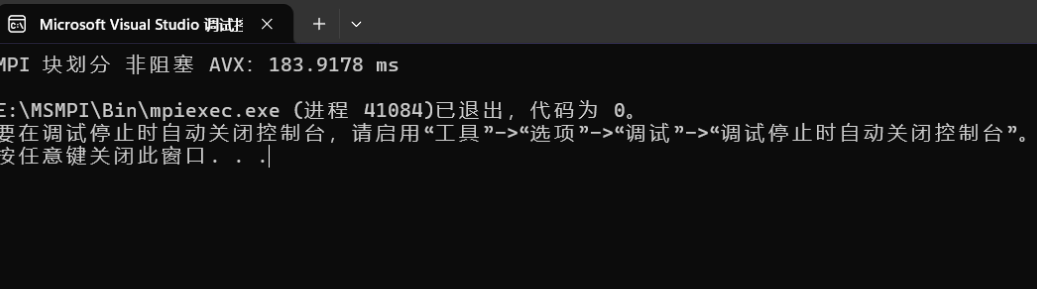 Microsoft Visual Studio 调试控
MPI 块划分 非阻塞 AVX: 183.9178 ms
E:\MSMPI\Bin\mpiexec.exe (进程 41084)已退出，代码为 0。
要在调试停止时自动关闭控制台，请启用“工具”->“选项”->“调试”->“调试停止时自动关闭控制台”。
按任意键关闭此窗口. . .